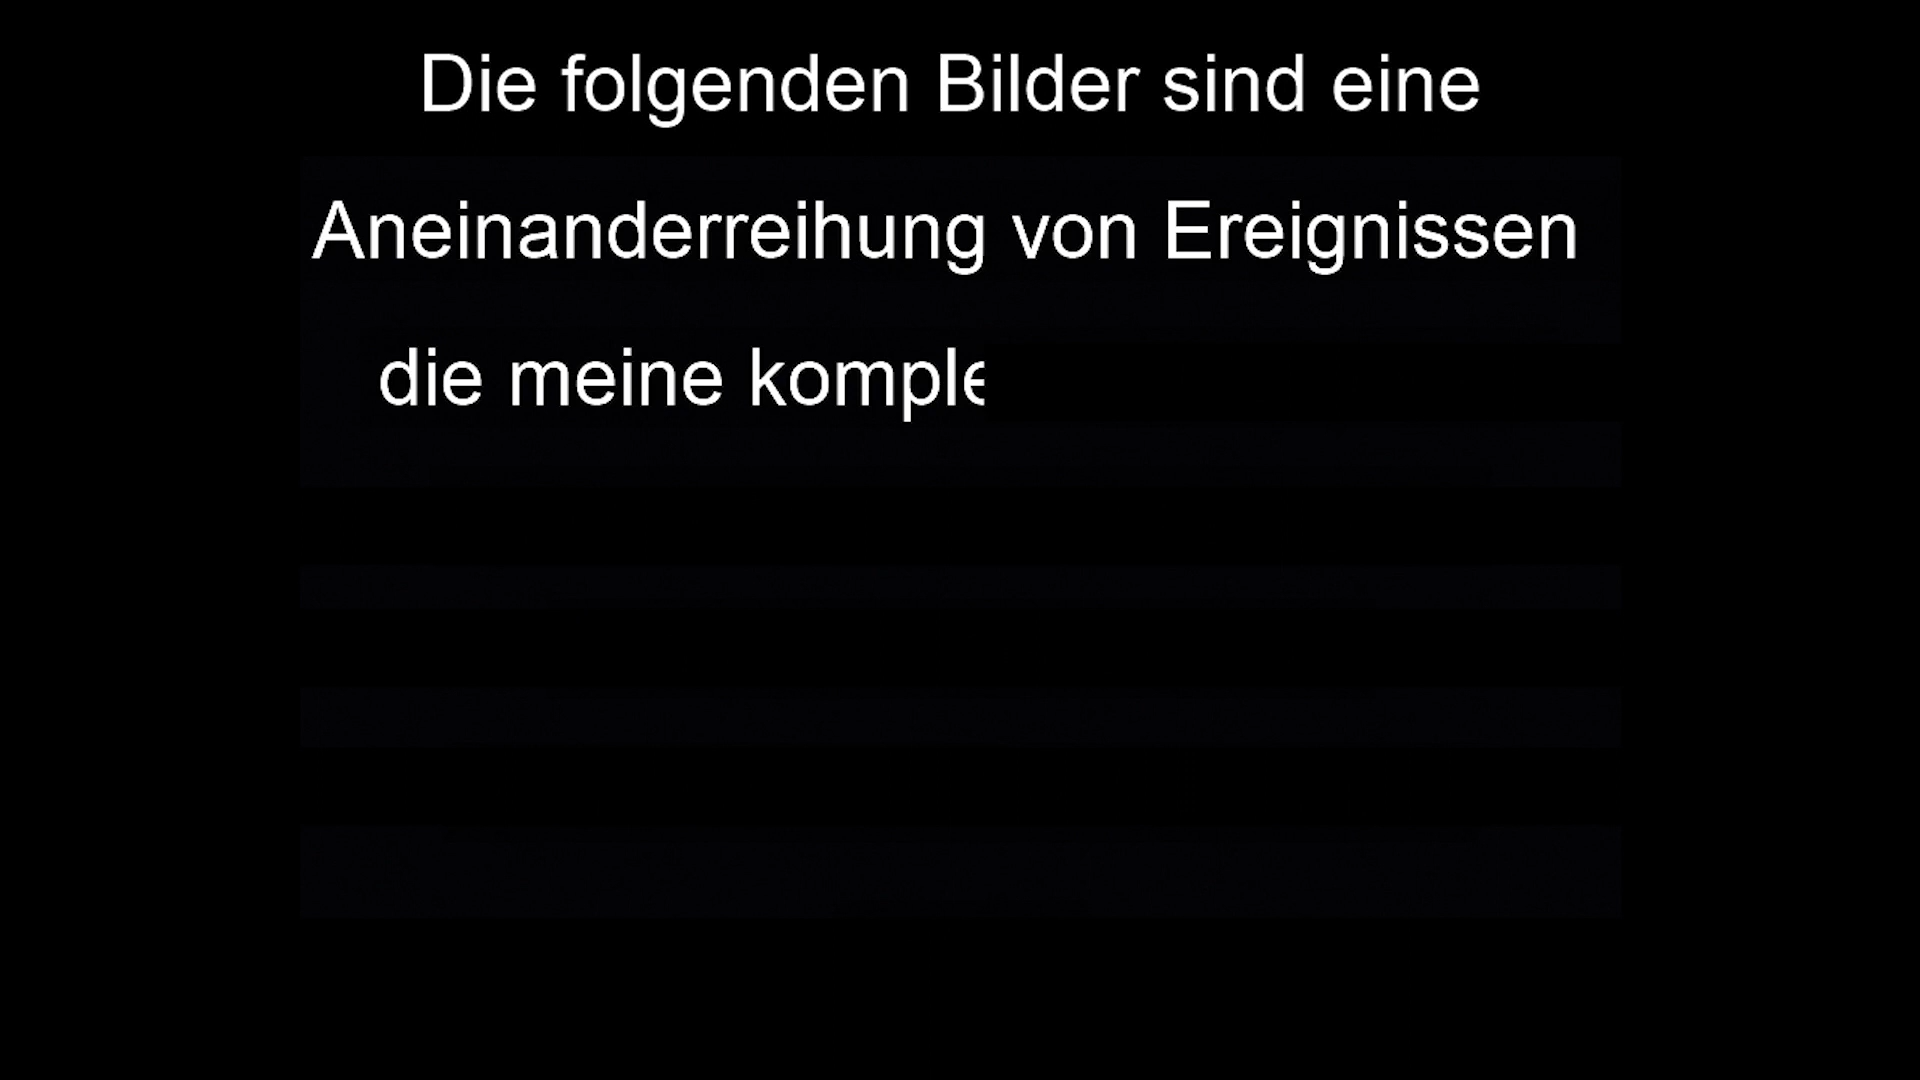 Die folgenden Bilder sind eine
Aneinanderreihung von Ereignissen
die meine komple